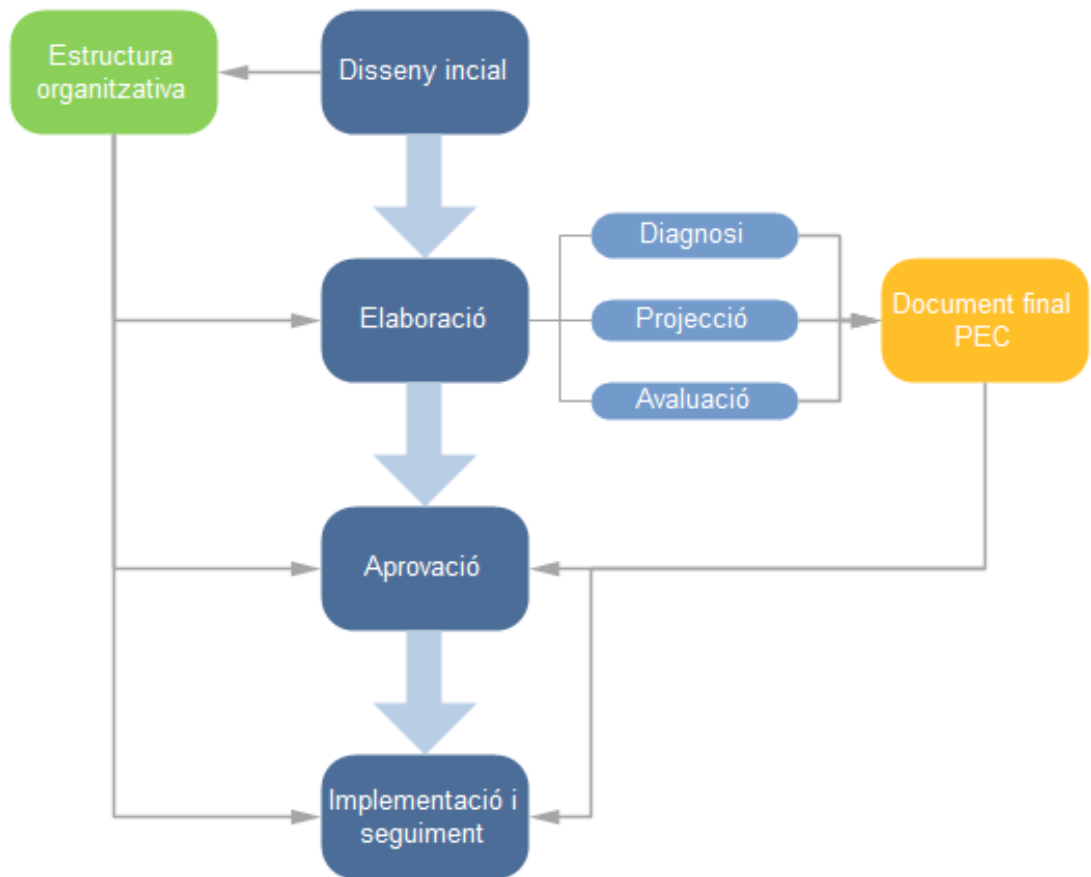 Estructura
organitzativa
Disseny incial
Diagnosi
Elaboració
Projecció
Document final
PEC
Avaluació
Aprovació
Implementació i
seguiment